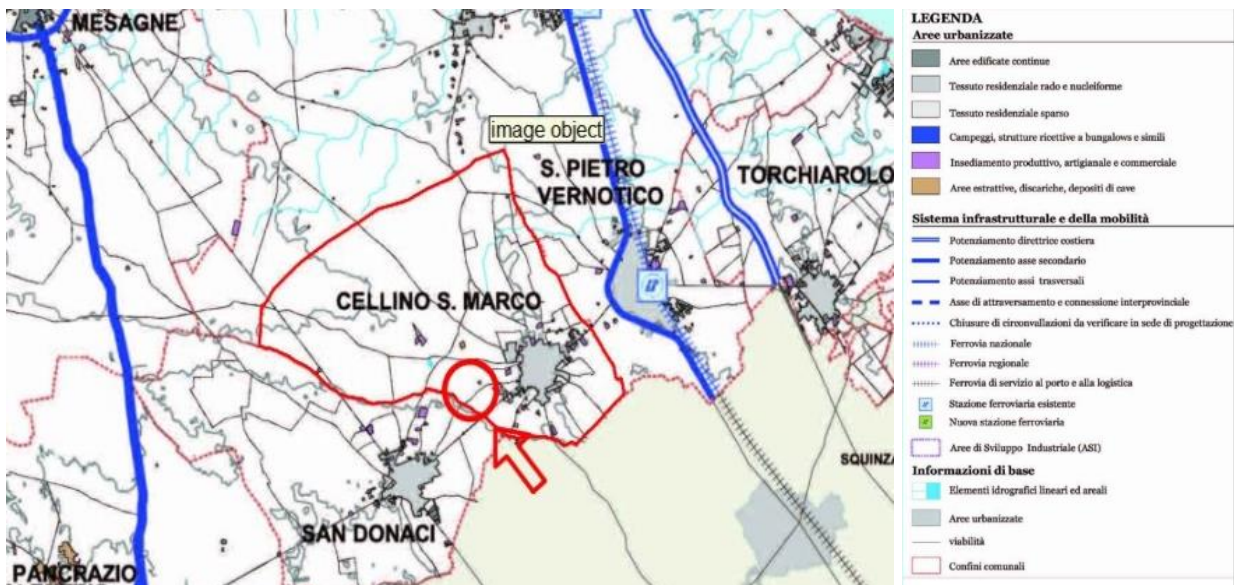 MESAGNE
image object
S. PIETRO
VERNOTICO
TORCHIAROLO
CELLINO S. MARCO
SQUINZA
SAN DONACI
PANCRAZIO
LEGENDA
Aree urbanizzate
Aree edificate continue
Tessuto residenziale rado e nucleiforme
Tessuto residenziale sparso
Campeggi, strutture ricettive a bungalows e simili
Insediamento produttivo, artigianale e commerciale
Aree estrattive, discariche, depositi di cave
Sistema infrastrutturale e della mobilità
Potenziamento direttrice costiera
Potenziamento asse secondario
Potenziamento assi trasversali
Asse di attraversamento e connessione interprovinciale
Chiusure di circonvallazioni da verificare in sede di progettazione
Ferrovia nazionale
Ferrovia regionale
Ferrovia di servizio al porto e alla logistica
Stazione ferroviaria esistente
Nuova stazione ferroviaria
Aree di Sviluppo Industriale (ASI)
Informazioni di base
Elementi idrografici lineari ed areali
Aree urbanizzate
viabilità
Confini comunali